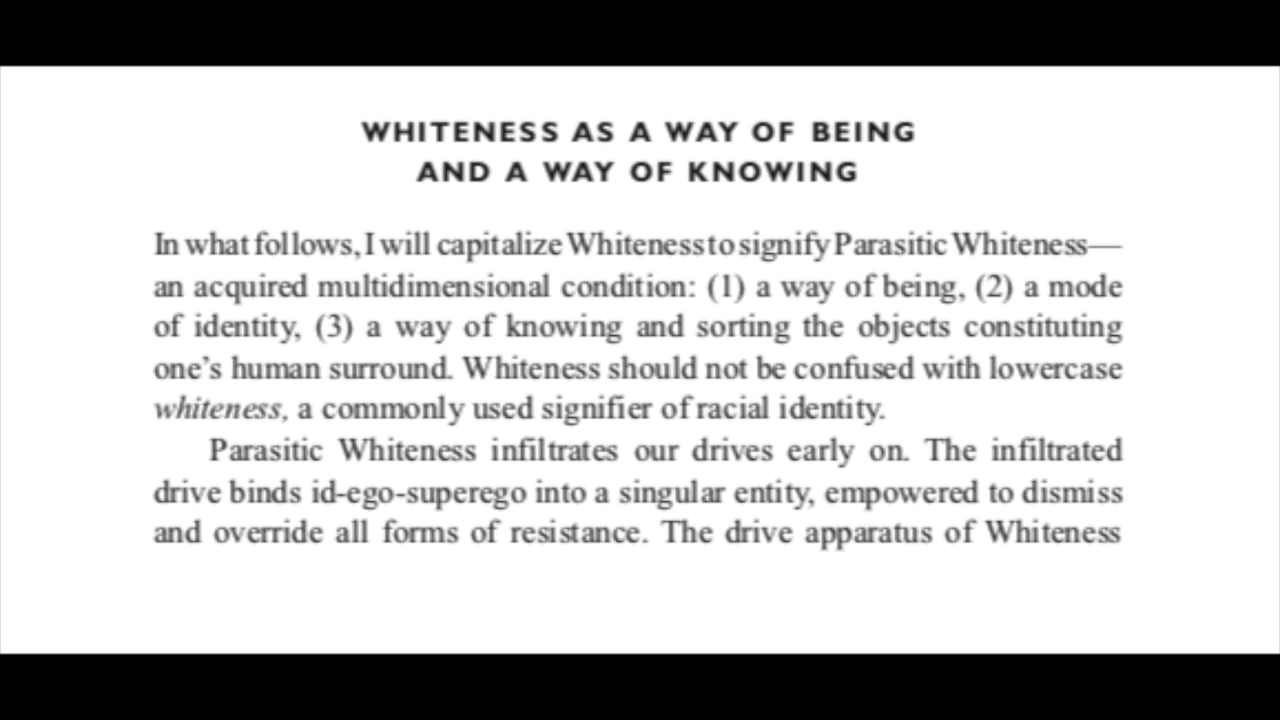 WHITENESS AS A WAY OF BEING
AND A WAY OF KNOWING
In what follows, I will capitalize Whiteness to signify Parasitic Whiteness—
an acquired multidimensional condition: (1) a way of being, (2) a mode
of identity, (3) a way of knowing and sorting the objects constituting
one’s human surround. Whiteness should not be confused with lowercase
whiteness, a commonly used signifier of racial identity.
Parasitic Whiteness infiltrates our drives early on. The infiltrated
drive binds id-ego-superego into a singular entity, empowered to dismiss
and override all forms of resistance. The drive apparatus of Whiteness